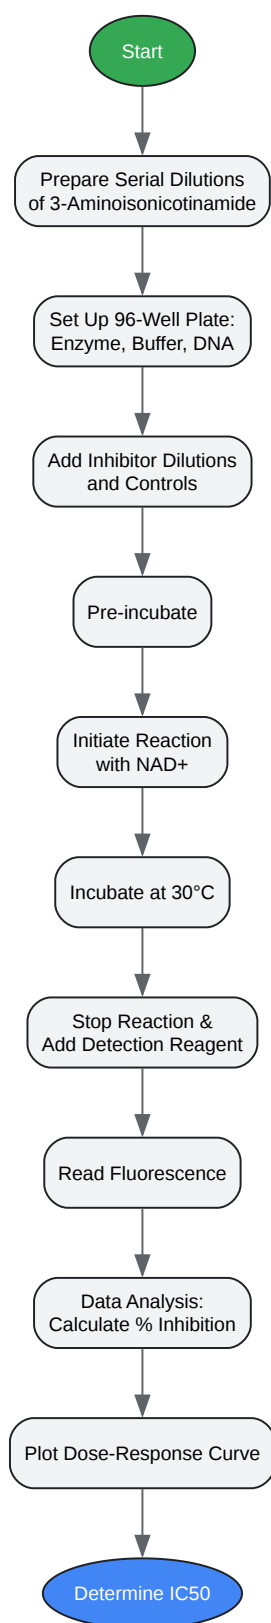 Start
Prepare Serial Dilutions
of 3-Aminoisonicotinamide
Set Up 96-Well Plate:
Enzyme, Buffer, DNA
Add Inhibitor Dilutions
and Controls
Pre-incubate
Initiate Reaction
with NAD+
Incubate at 30°C
Stop Reaction &
Add Detection Reagent
Read Fluorescence
Data Analysis:
Calculate % Inhibition
Plot Dose-Response Curve
Determine IC50